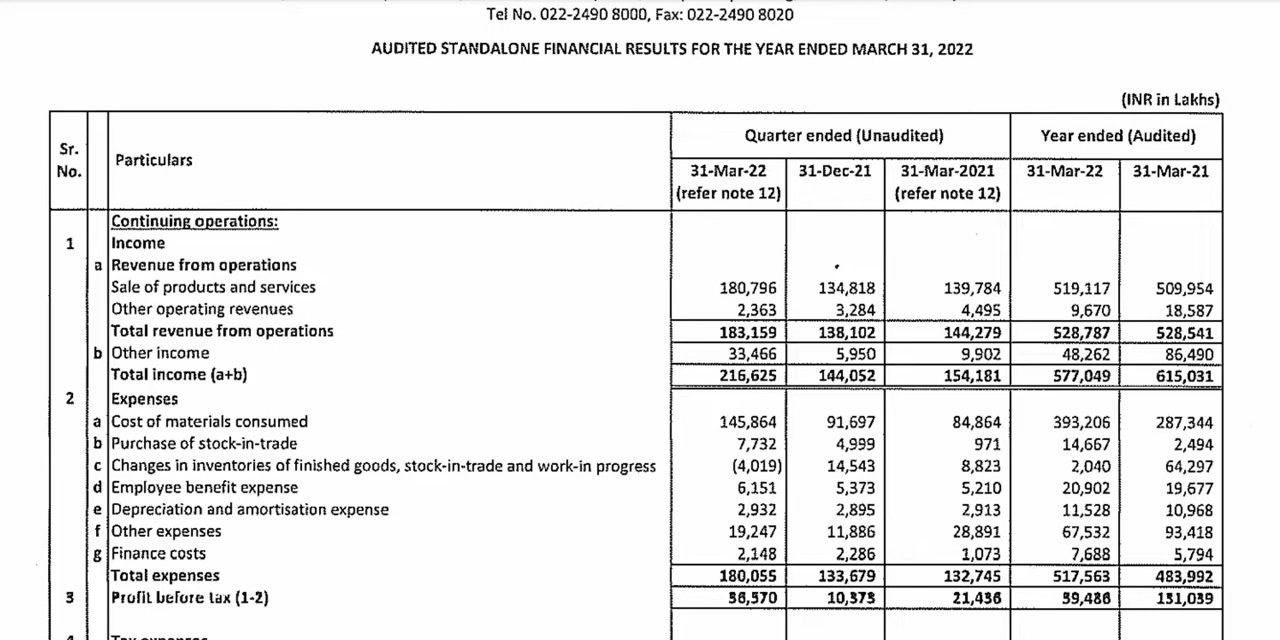 Tel No. 022-2490 8000, Fax: 022-2490 8020
AUDITED STANDALONE FINANCIAL RESULTS FOR THE YEAR ENDED MARCH 31, 2022
(INR in Lakhs)
Sr. No. Particulars Quarter ended (Unaudited) Year ended (Audited)
31-Mar-22 (refer note 12) 31-Dec-21 31-Mar-2021 (refer note 12) 31-Mar-22 31-Mar-21
Continuing operations:
1 Income
a Revenue from operations
Sale of products and services 180,796 134,818 139,784 519,117 509,954
Other operating revenues 2,363 3,284 4,495 9,670 18,587
Total revenue from operations 183,159 138,102 144,279 528,787 528,541
b Other income 33,466 5,950 9,902 48,262 86,490
Total income (a+b) 216,625 144,052 154,181 577,049 615,031
2 Expenses
a Cost of materials consumed 145,864 91,697 84,864 393,206 287,344
b Purchase of stock-in-trade 7,732 4,999 971 14,667 2,494
c Changes in inventories of finished goods, stock-in-trade and work-in progress (4,019) 14,543 8,823 2,040 64,297
d Employee benefit expense 6,151 5,373 5,210 20,902 19,677
e Depreciation and amortisation expense 2,932 2,895 2,913 11,528 10,968
f Other expenses 19,247 11,886 28,891 67,532 93,418
g Finance costs 2,148 2,286 1,073 7,688 5,794
Total expenses 180,055 133,679 132,745 517,563 483,992
3 Profit before tax (1-2) 36,570 10,373 21,436 59,486 131,039